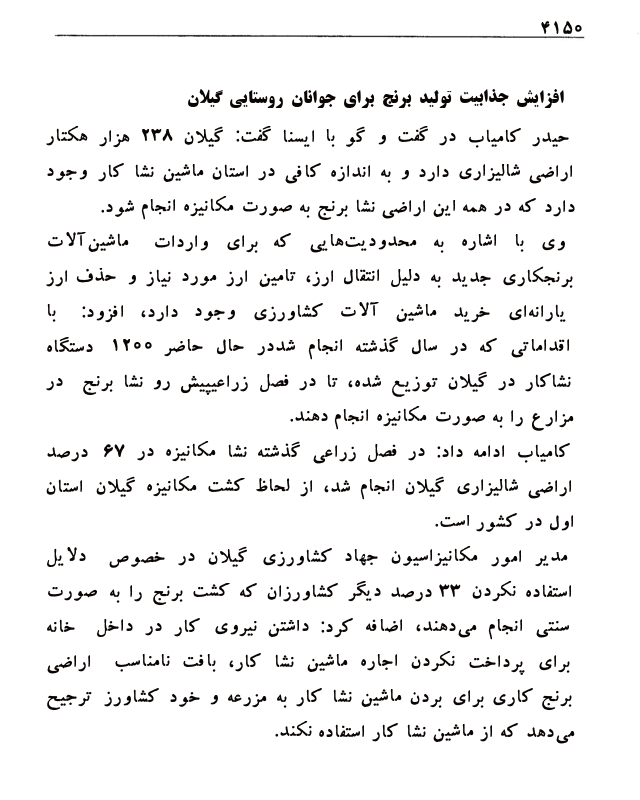 ۴۱۵۰
افزایش جذابیت تولید برنج برای جوانان روستایی گیلان
حیدر کامیاب در گفت و گو با ایسنا گفت: گیلان ۲۳۸ هزار هکتار
اراضی شالیزاری دارد و به اندازه کافی در استان ماشین نشا کار وجود
دارد که در همه این اراضی نشا برنج به صورت مکانیزه انجام شود.
وی با اشاره به محدودیت‌هایی که برای واردات ماشین‌آلات
برنجکاری جدید به دلیل انتقال ارز، تامین ارز مورد نیاز و حذف ارز
یارانه‌ای خرید ماشین آلات کشاورزی وجود دارد، افزود: با
اقداماتی که در سال گذشته انجام شددر حال حاضر ۱۲۰۰ دستگاه
نشاکار در گیلان توزیع شده، تا در فصل زراعیپیش رو نشا برنج در
مزارع را به صورت مکانیزه انجام دهند.
کامیاب ادامه داد: در فصل زراعی گذشته نشا مکانیزه در ۶۷ درصد
اراضی شالیزاری گیلان انجام شد، از لحاظ کشت مکانیزه گیلان استان
اول در کشور است.
مدیر امور مکانیزاسیون جهاد کشاورزی گیلان در خصوص دلایل
استفاده نکردن ۳۳ درصد دیگر کشاورزان که کشت برنج را به صورت
سنتی انجام می‌دهند، اضافه کرد: داشتن نیروی کار در داخل خانه
برای پرداخت نکردن اجاره ماشین نشا کار، بافت نامناسب اراضی
برنج کاری برای بردن ماشین نشا کار به مزرعه و خود کشاورز ترجیح
می‌دهد که از ماشین نشا کار استفاده نکند.